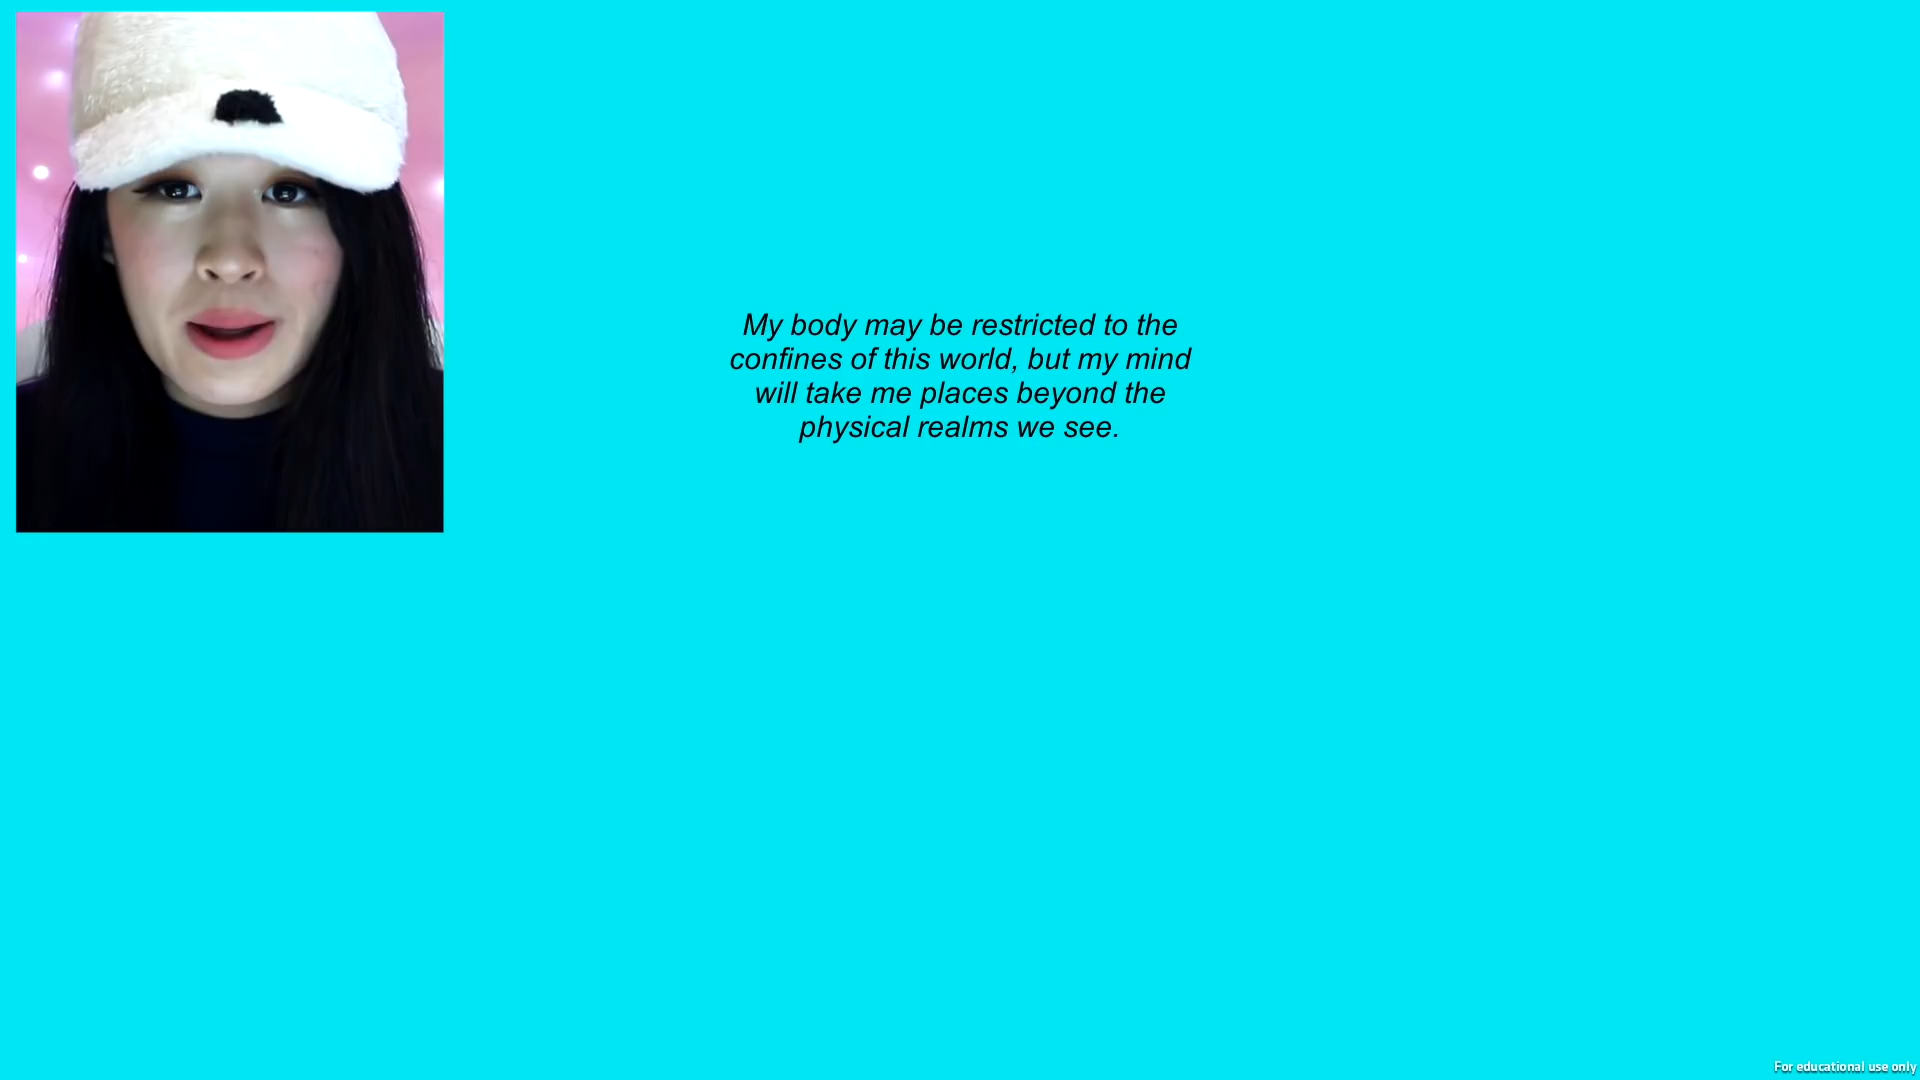 My body may be restricted to the
confines of this world, but my mind
will take me places beyond the
physical realms we see.
For educational use only